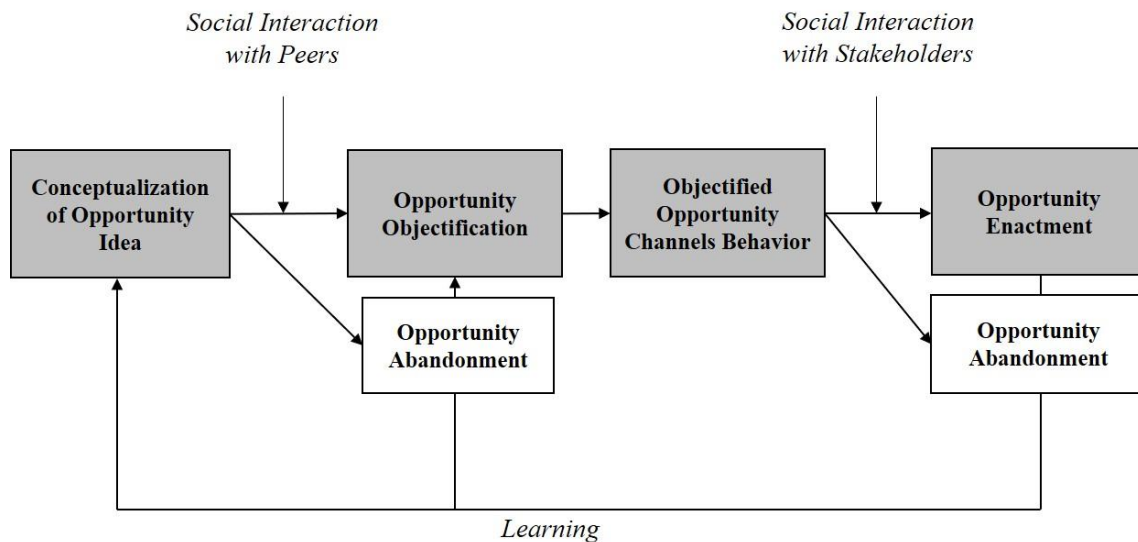 Social Interaction
with Peers
Social Interaction
with Stakeholders
Conceptualization
of Opportunity
Idea
Opportunity
Objectification
Objectified
Opportunity
Channels Behavior
Opportunity
Enactment
Opportunity
Abandonment
Opportunity
Abandonment
Learning